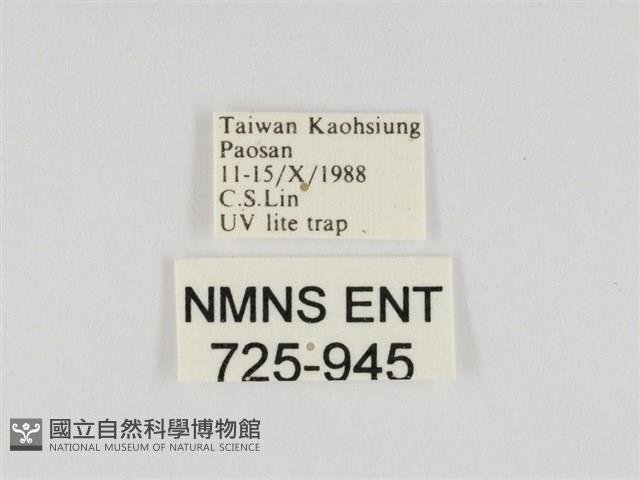 Taiwan Kaohsiung
Paosan
11-15/X/1988
C.S.Lin
UV lite trap
NMNS ENT
725-945
國立自然科學博物館
NATIONAL MUSEUM OF NATURAL SCIENCE